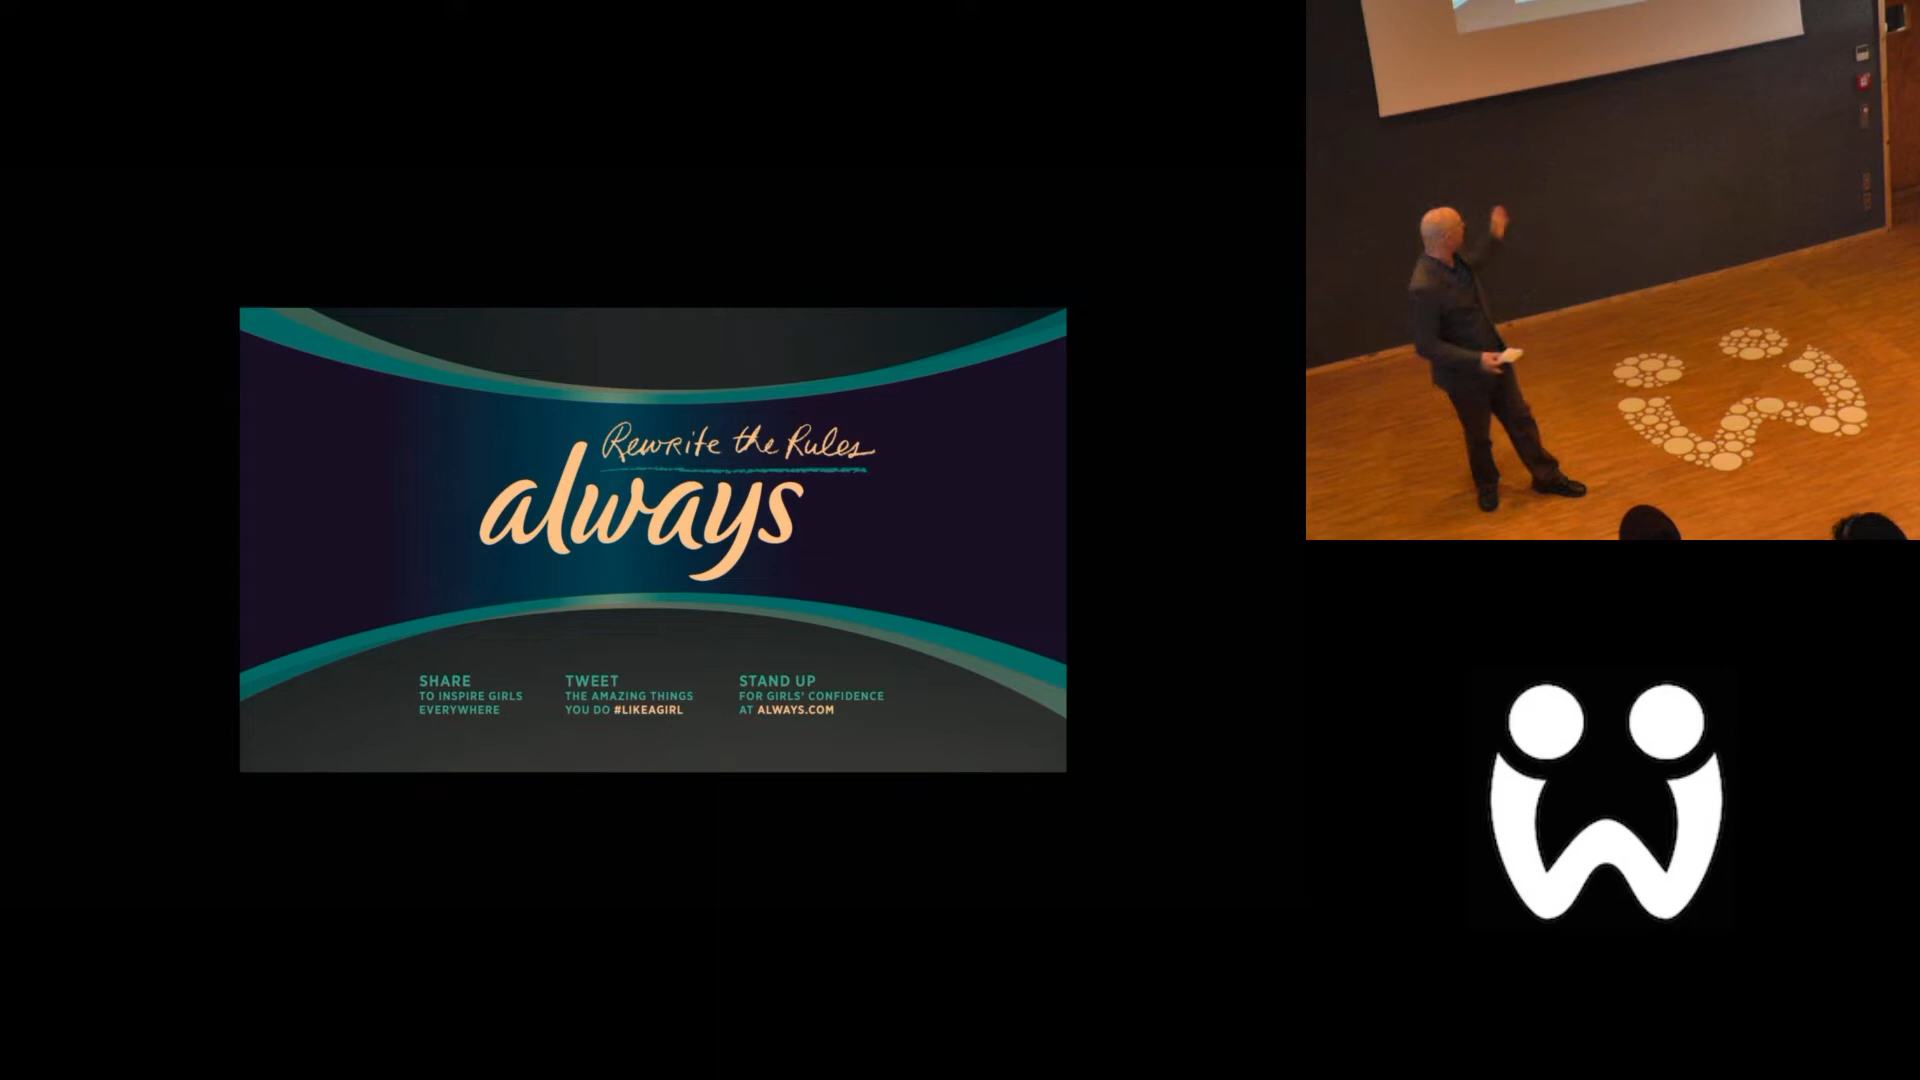 Rewrite the Rules
always
SHARE
TO INSPIRE GIRLS
EVERYWHERE
TWEET
THE AMAZING THINGS
YOU DO #LIKEAGIRL
STAND UP
FOR GIRLS' CONFIDENCE
AT ALWAYS.COM